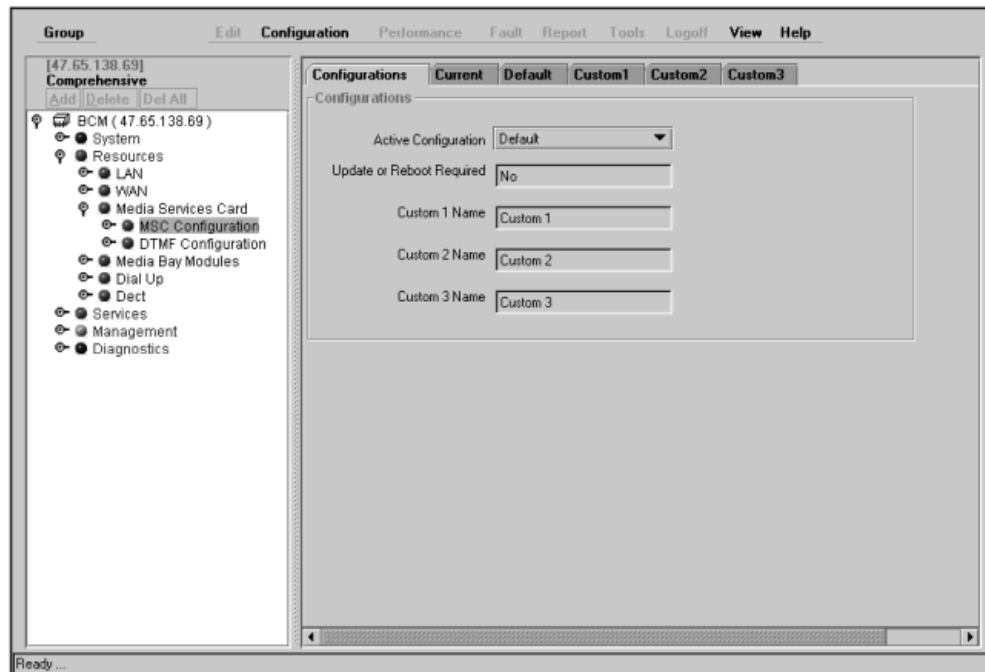 Group Edit Configuration Performance Fault Report Tools Logoff View Help
[47.65.138.69]
Comprehensive
Add Delete Del All
BCM ( 47.65.138.69 )
System
Resources
LAN
WAN
Media Services Card
MSC Configuration
DTMF Configuration
Media Bay Modules
Dial Up
Dect
Services
Management
Diagnostics
Configurations Current Default Custom1 Custom2 Custom3
Configurations
Active Configuration Default
Update or Reboot Required No
Custom 1 Name Custom 1
Custom 2 Name Custom 2
Custom 3 Name Custom 3
Ready ...